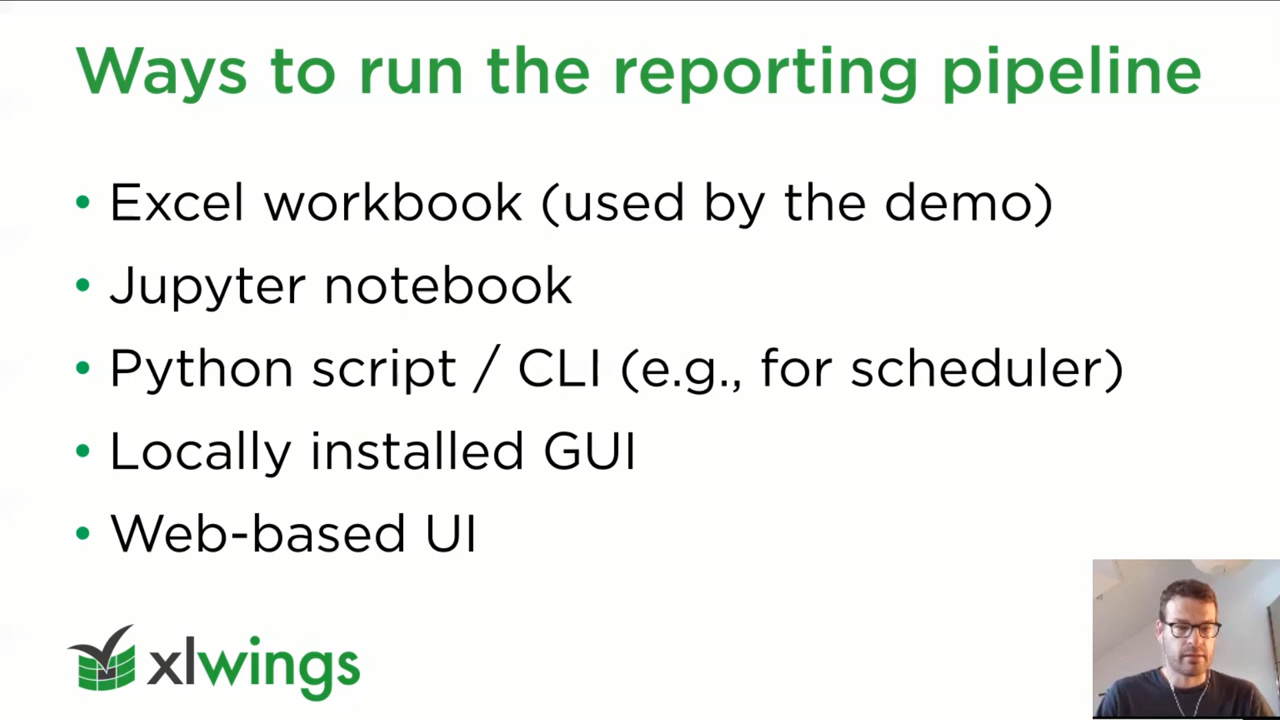 Ways to run the reporting pipeline
• Excel workbook (used by the demo)
• Jupyter notebook
• Python script / CLI (e.g., for scheduler)
• Locally installed GUI
• Web-based UI
xlwings